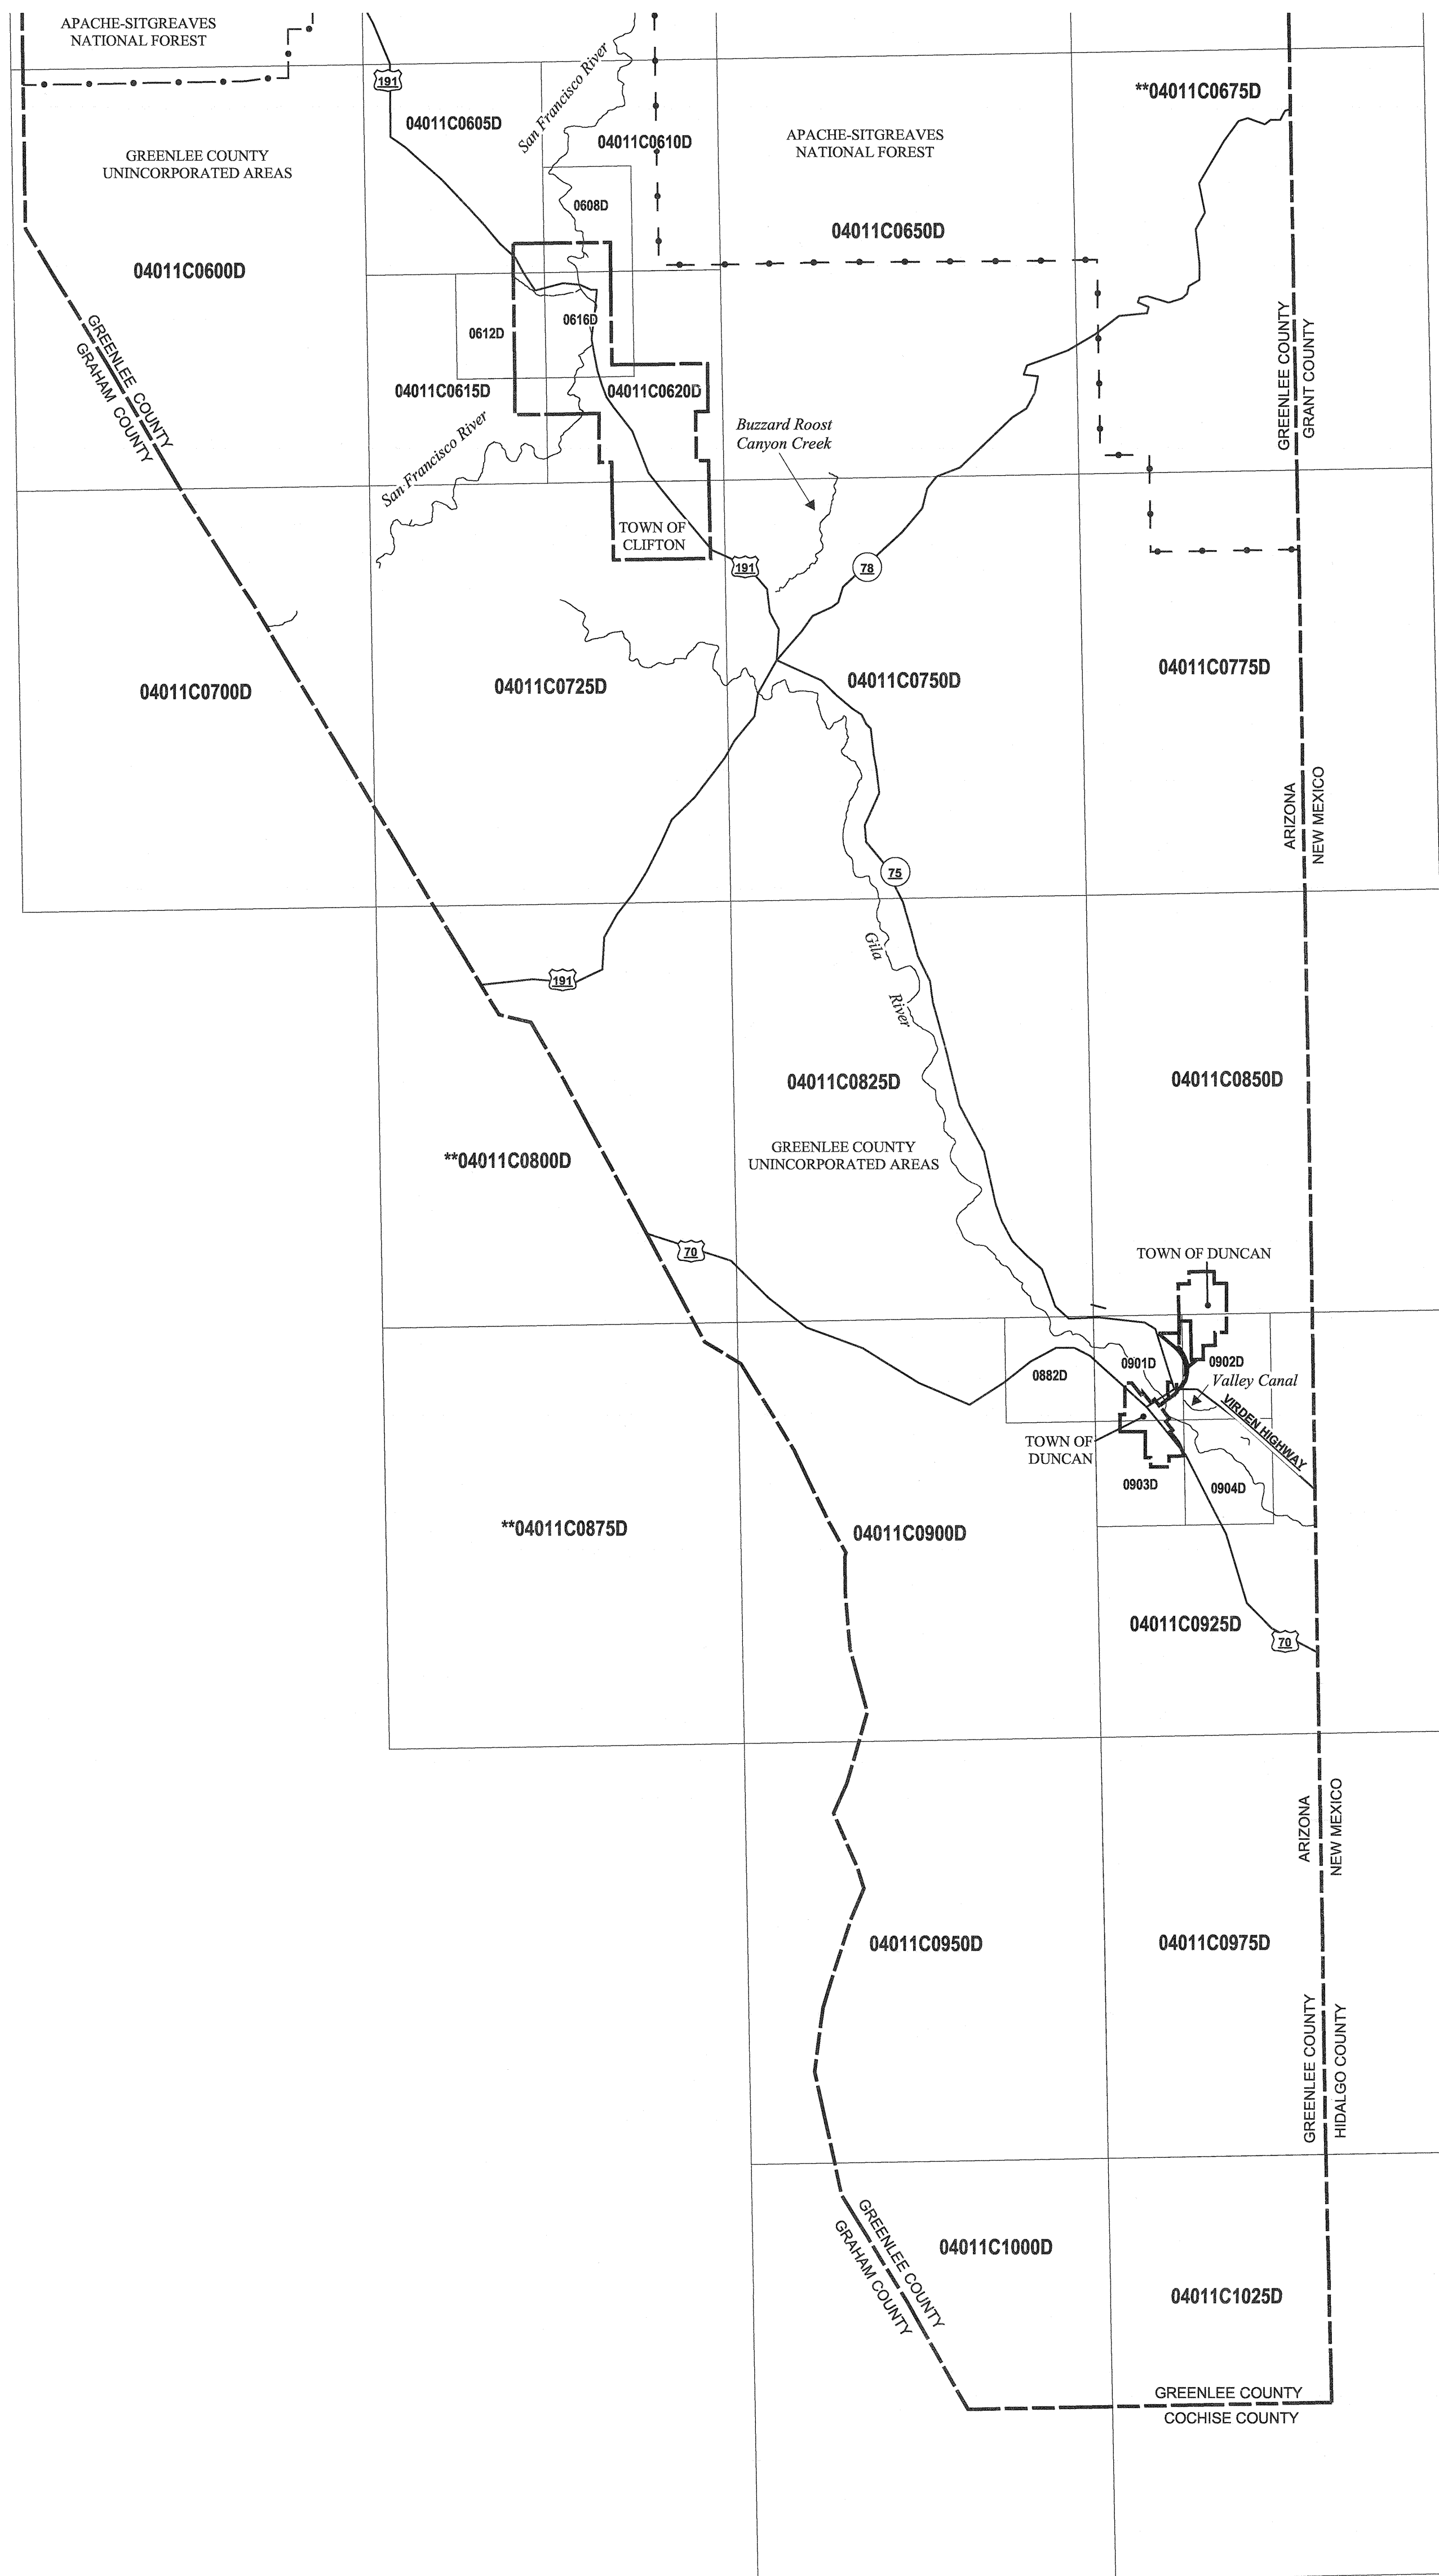 APACHE-SITGREAVES
NATIONAL FOREST
191
San Francisco River
**04011C0675D
04011C0605D
04011C0610D
APACHE-SITGREAVES
NATIONAL FOREST
GREENLEE COUNTY
UNINCORPORATED AREAS
0608D
04011C0650D
04011C0600D
GREENLEE COUNTY
GRAHAM COUNTY
0612D
0616D
GREENLEE COUNTY
GRANT COUNTY
04011C0615D
04011C0620D
San Francisco River
Buzzard Roost
Canyon Creek
TOWN OF
CLIFTON
191
78
04011C0700D
04011C0725D
04011C0750D
04011C0775D
ARIZONA
NEW MEXICO
75
Gila
River
191
04011C0825D
04011C0850D
**04011C0800D
GREENLEE COUNTY
UNINCORPORATED AREAS
70
TOWN OF DUNCAN
0882D
0901D
0902D
Valley Canal
VIRDEN HIGHWAY
TOWN OF
DUNCAN
0903D
0904D
**04011C0875D
04011C0900D
04011C0925D
70
ARIZONA
NEW MEXICO
04011C0950D
04011C0975D
GREENLEE COUNTY
HIDALGO COUNTY
GREENLEE COUNTY
GRAHAM COUNTY
04011C1000D
04011C1025D
GREENLEE COUNTY
COCHISE COUNTY